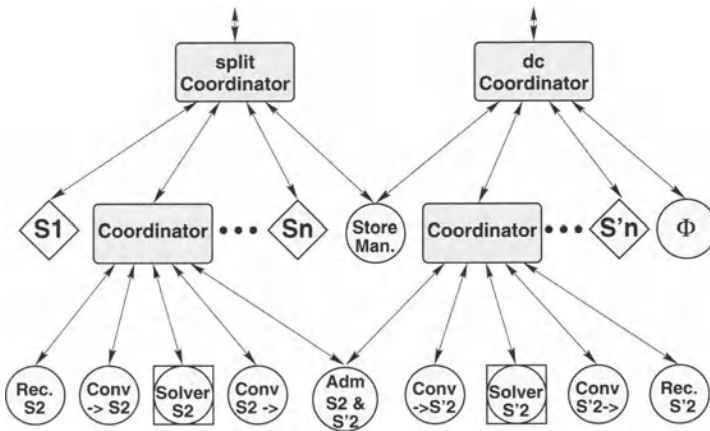 split
Coordinator
dc
Coordinator
S1
Coordinator
Sn
Store
Man.
Coordinator
S'n
Φ
Rec.
S2
Conv
-> S2
Solver
S2
Conv
S2 ->
Adm
S2 &
S'2
Conv
->S'2
Solver
S'2
Conv
S'2->
Rec.
S'2